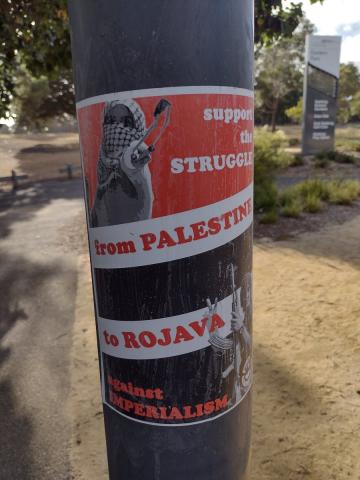 support
the
STRUGGLE
from PALESTINE
to ROJAVA
against
IMPERIALISM